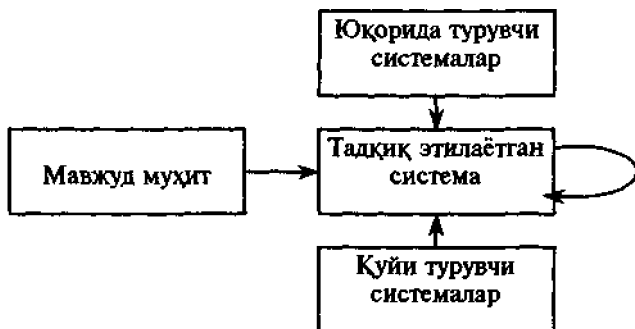 Юқорида турувчи
системалар
Тадқиқ этилаётган
система
Мавжуд муҳит
Қуйи турувчи
системалар